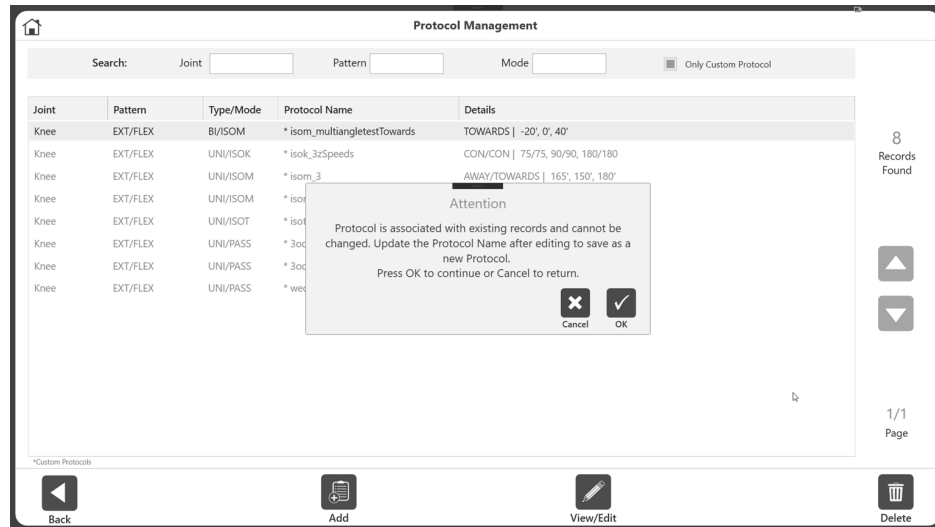 Protocol Management
Search: Joint Pattern Mode Only Custom Protocol
Joint Pattern Type/Mode Protocol Name Details
Knee EXT/FLEX BI/ISOM * isom_multiangletestTowards TOWARDS | -20', 0', 40'
Knee EXT/FLEX UNI/ISOK * isok_3zSpeeds CON/CON | 75/75, 90/90, 180/180
Knee EXT/FLEX UNI/ISOM * isom_3 AWAY/TOWARDS | 165', 150', 180'
Knee EXT/FLEX UNI/ISOM
Knee EXT/FLEX UNI/ISOT
Knee EXT/FLEX UNI/PASS
Knee EXT/FLEX UNI/PASS
Knee EXT/FLEX UNI/PASS
8
Records
Found
Attention
Protocol is associated with existing records and cannot be
changed. Update the Protocol Name after editing to save as a
new Protocol.
Press OK to continue or Cancel to return.
Cancel OK
1/1
Page
*Custom Protocols
Back Add View/Edit Delete